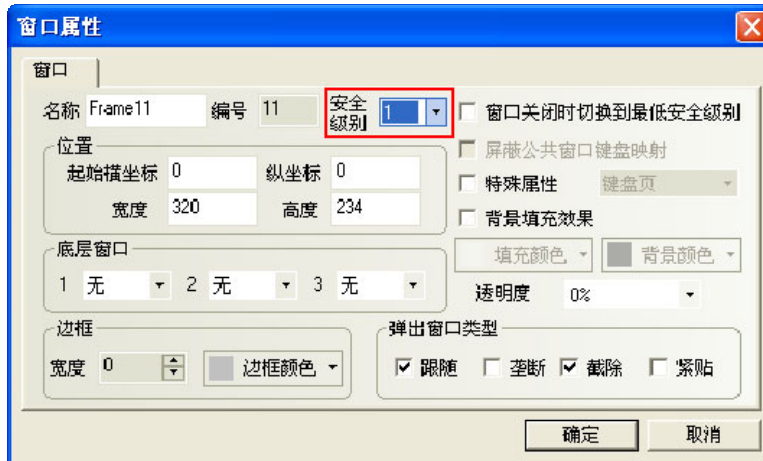 窗口属性
窗口
名称 Frame11 编号 11 安全级别 1 窗口关闭时切换到最低安全级别
位置
屏蔽公共窗口键盘映射
起始横坐标 0 纵坐标 0
特殊属性 键盘页
宽度 320 高度 234
背景填充效果
底层窗口
填充颜色 背景颜色
1 无 2 无 3 无
透明度 0%
边框
弹出窗口类型
宽度 0 边框颜色
跟随 垄断 截除 紧贴
确定 取消